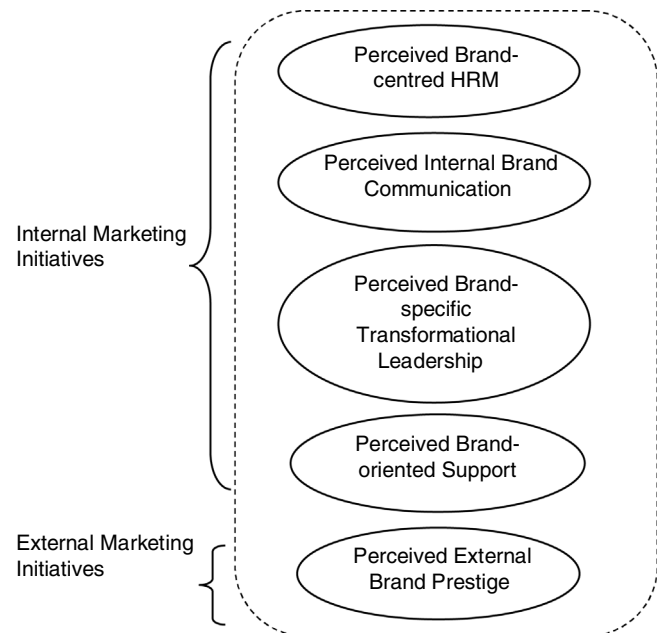 Perceived Brand-
centred HRM
Perceived Internal Brand
Communication
Internal Marketing
Initiatives
Perceived Brand-
specific
Transformational
Leadership
Perceived Brand-
oriented Support
External Marketing
Initiatives
Perceived External
Brand Prestige